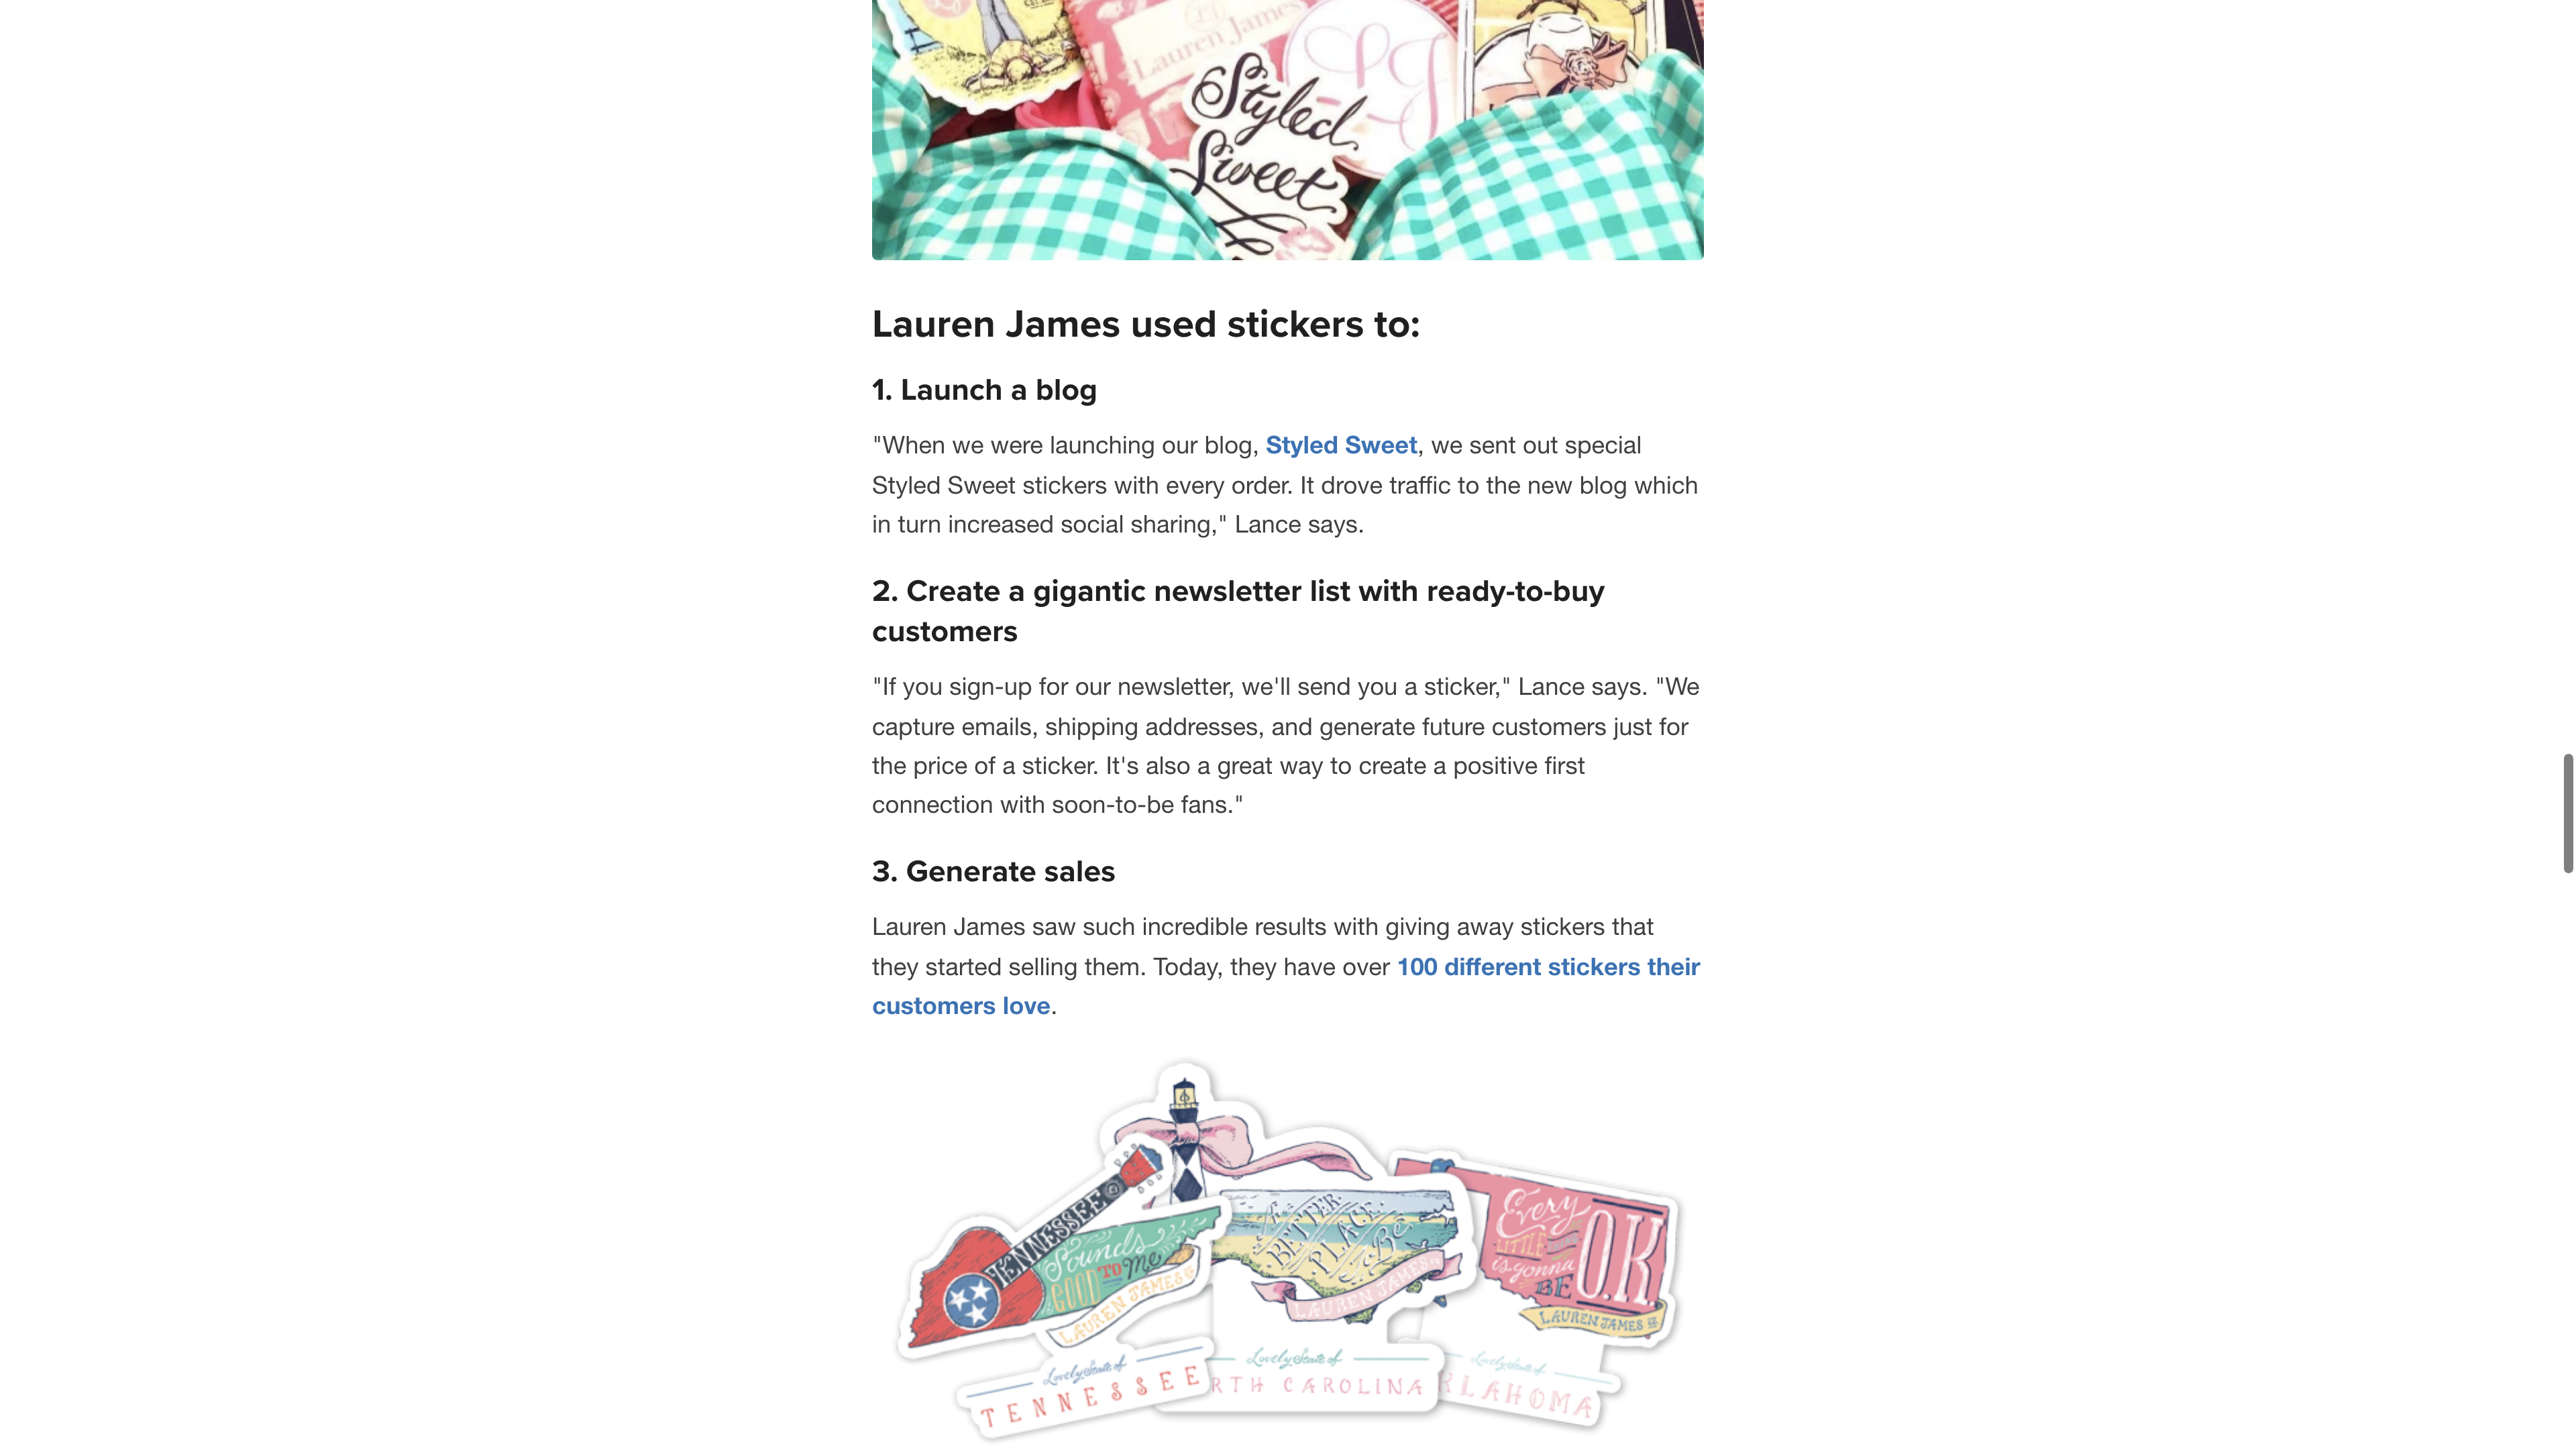 Lauren James
Styled
Sweet
LJ
Lauren James used stickers to:
1. Launch a blog
"When we were launching our blog, Styled Sweet, we sent out special
Styled Sweet stickers with every order. It drove traffic to the new blog which
in turn increased social sharing," Lance says.
2. Create a gigantic newsletter list with ready-to-buy
customers
"If you sign-up for our newsletter, we'll send you a sticker," Lance says. "We
capture emails, shipping addresses, and generate future customers just for
the price of a sticker. It's also a great way to create a positive first
connection with soon-to-be fans."
3. Generate sales
Lauren James saw such incredible results with giving away stickers that
they started selling them. Today, they have over 100 different stickers their
customers love.
TENNESSEE
Sounds
GOOD TO Me
LAUREN JAMES
Lovely State of
TENNESSEE
BETTER
PLACE
Be
LAUREN JAMES
Lovely State of
RTH CAROLINA
Every
LITTLE
is gonna
BE O.K
LAUREN JAMES
Lovely State of
LAHOMA